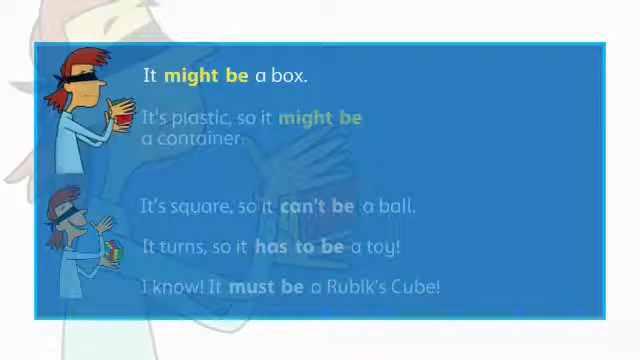 It might be a box.
It's plastic, so it might be
a container.
It's square, so it can't be a ball.
It turns, so it has to be a toy!
I know! It must be a Rubik's Cube!